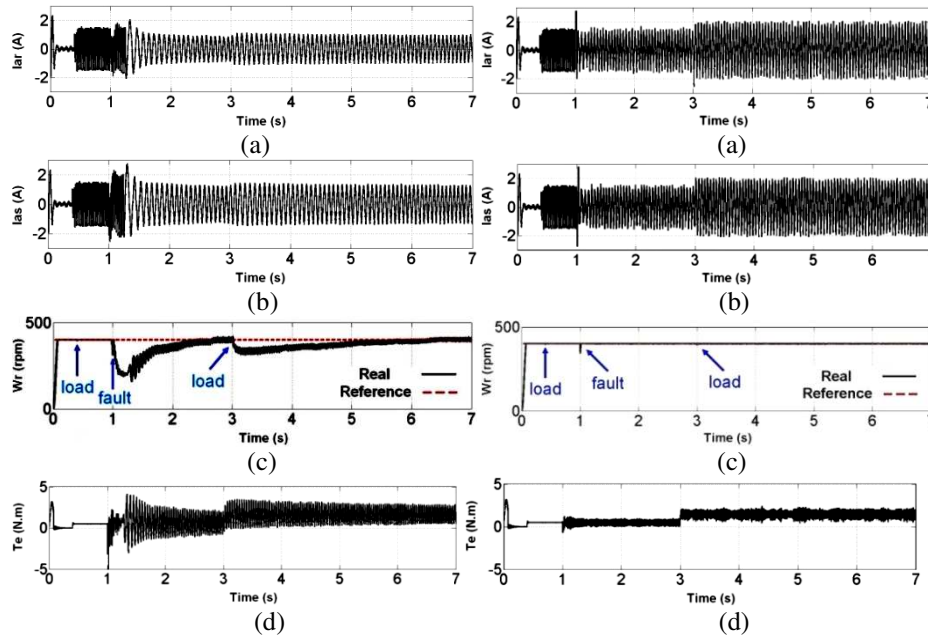 Iar (A)
2
0
-2
0 1 2 3 4 5 6 7
Time (s)
(a)
Ias (A)
2
0
-2
0 1 2 3 4 5 6 7
Time (s)
(b)
Wr (rpm)
500
0
load
fault
load
Real
Reference
0 1 2 3 4 5 6 7
Time (s)
(c)
Te (N.m)
5
0
-5
0 1 2 3 4 5 6 7
Time (s)
(d)
Iar (A)
2
0
-2
0 1 2 3 4 5 6 7
Time (s)
(a)
Ias (A)
2
0
-2
0 1 2 3 4 5 6 7
Time (s)
(b)
Wr (rpm)
500
0
load
fault
load
Real
Reference
0 1 2 3 4 5 6 7
Time (s)
(c)
Te (N.m)
5
0
-5
0 1 2 3 4 5 6 7
Time (s)
(d)